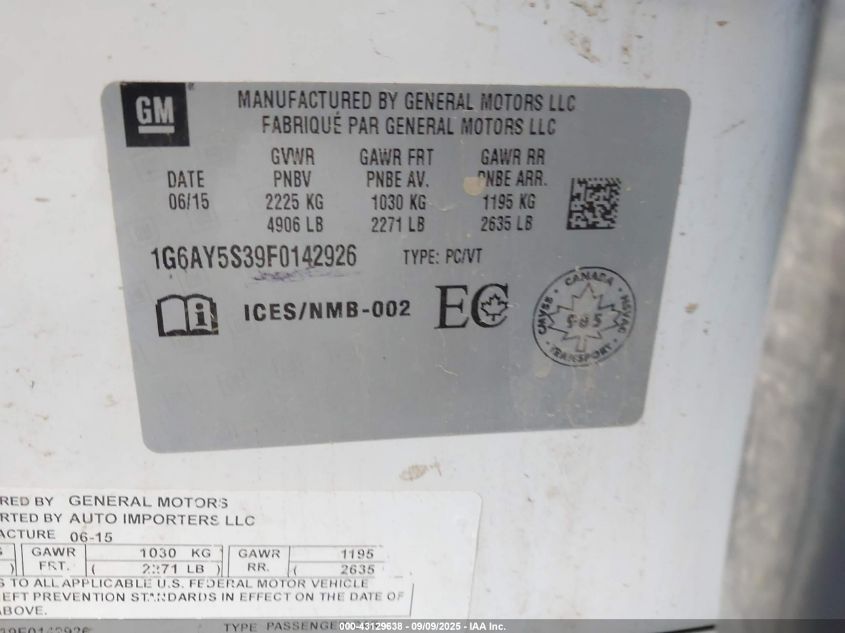 GM
MANUFACTURED BY GENERAL MOTORS LLC
FABRIQUÉ PAR GENERAL MOTORS LLC
GVWR GAWR FRT GAWR RR
DATE PNBV PNBE AV. PNBE ARR.
06/15 2225 KG 1030 KG 1195 KG
4906 LB 2271 LB 2635 LB
1G6AY5S39F0142926 TYPE: PC/VT
i ICES/NMB-002 EC
CANADA
CMVSS NSVAC
TRANSPORT
RED BY GENERAL MOTORS
RTED BY AUTO IMPORTERS LLC
ACTURE 06-15
G GAWR 1030 KG GAWR 1195
) FRT. ( 2271 LB ) RR. ( 2635
S TO ALL APPLICABLE U.S. FEDERAL MOTOR VEHICLE
EFT PREVENTION STANDARDS IN EFFECT ON THE DATE OF
ABOVE.
39F0142926 TYPE PASSENGE
000-43129638 - 09/09/2025 - IAA Inc.